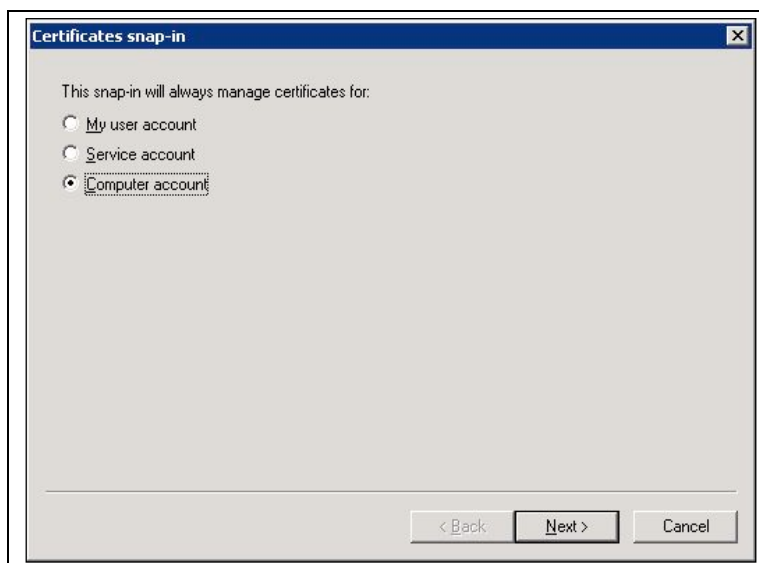 Certificates snap-in
This snap-in will always manage certificates for:
My user account
Service account
Computer account
< Back Next > Cancel